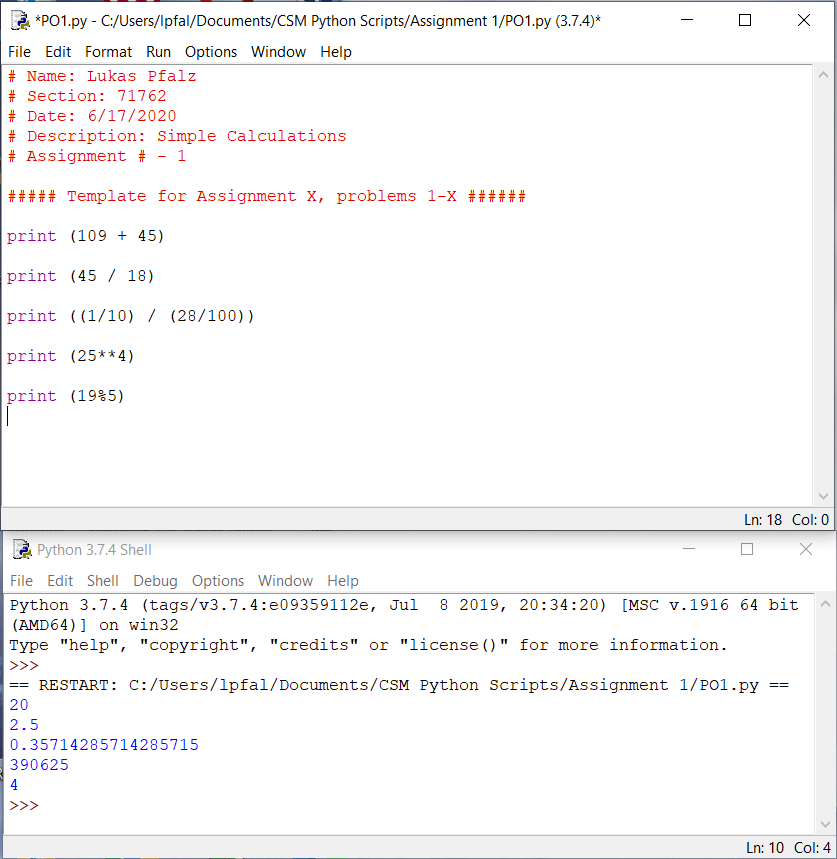 *PO1.py - C:/Users/lpfal/Documents/CSM Python Scripts/Assignment 1/PO1.py (3.7.4)*
File Edit Format Run Options Window Help
# Name: Lukas Pfalz
# Section: 71762
# Date: 6/17/2020
# Description: Simple Calculations
# Assignment # - 1
##### Template for Assignment X, problems 1-X ######
print (109 + 45)
print (45 / 18)
print ((1/10) / (28/100))
print (25**4)
print (19%5)
Ln: 18 Col: 0
Python 3.7.4 Shell
File Edit Shell Debug Options Window Help
Python 3.7.4 (tags/v3.7.4:e09359112e, Jul  8 2019, 20:34:20) [MSC v.1916 64 bit
(AMD64)] on win32
Type "help", "copyright", "credits" or "license()" for more information.
>>>
== RESTART: C:/Users/lpfal/Documents/CSM Python Scripts/Assignment 1/PO1.py ==
20
2.5
0.35714285714285715
390625
4
>>>
Ln: 10 Col: 4